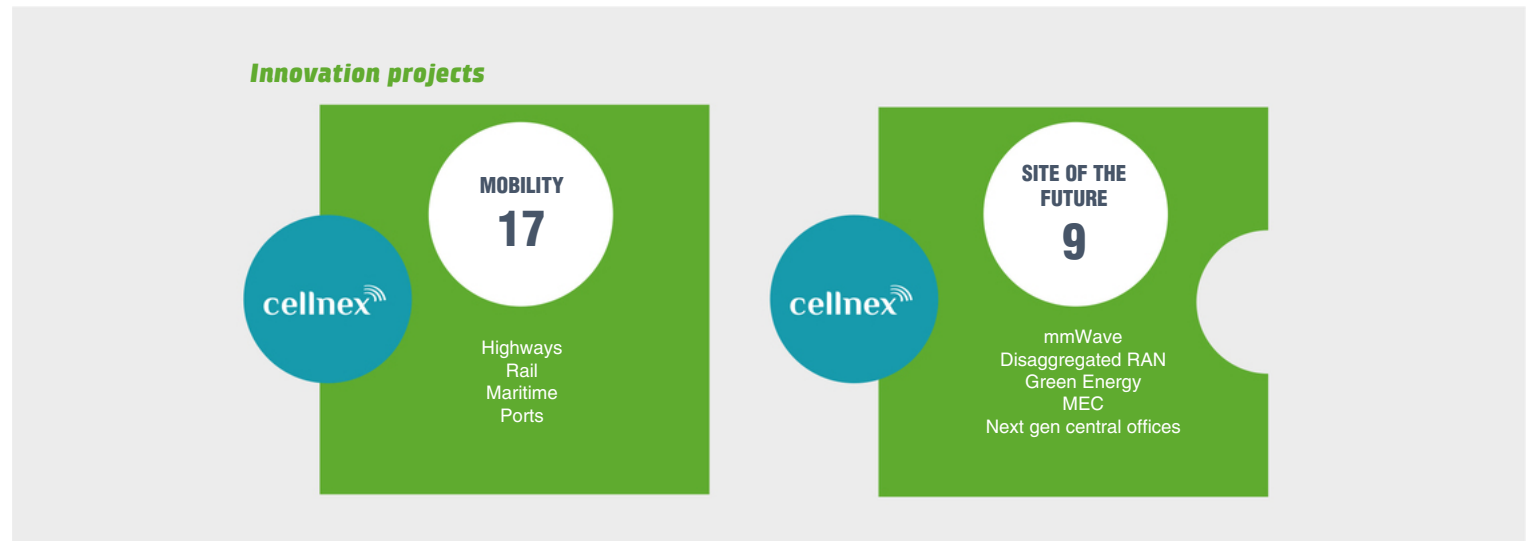 Innovation projects
MOBILITY
17
cellnex
Highways
Rail
Maritime
Ports
SITE OF THE
FUTURE
9
cellnex
mmWave
Disaggregated RAN
Green Energy
MEC
Next gen central offices